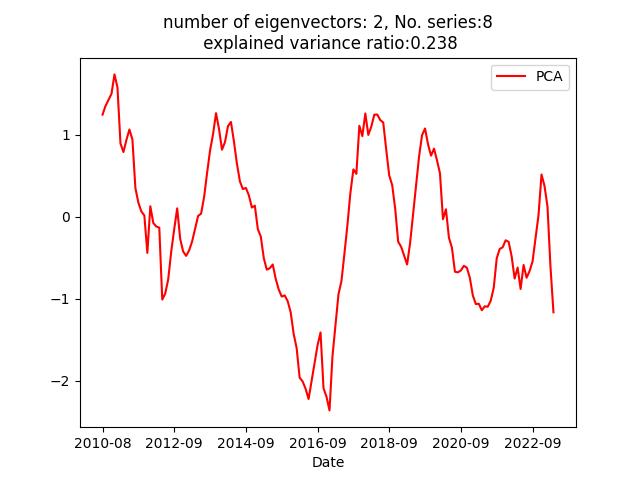 number of eigenvectors: 2, No. series:8
explained variance ratio:0.238
PCA
1
0
−1
−2
2010-08 2012-09 2014-09 2016-09 2018-09 2020-09 2022-09
Date